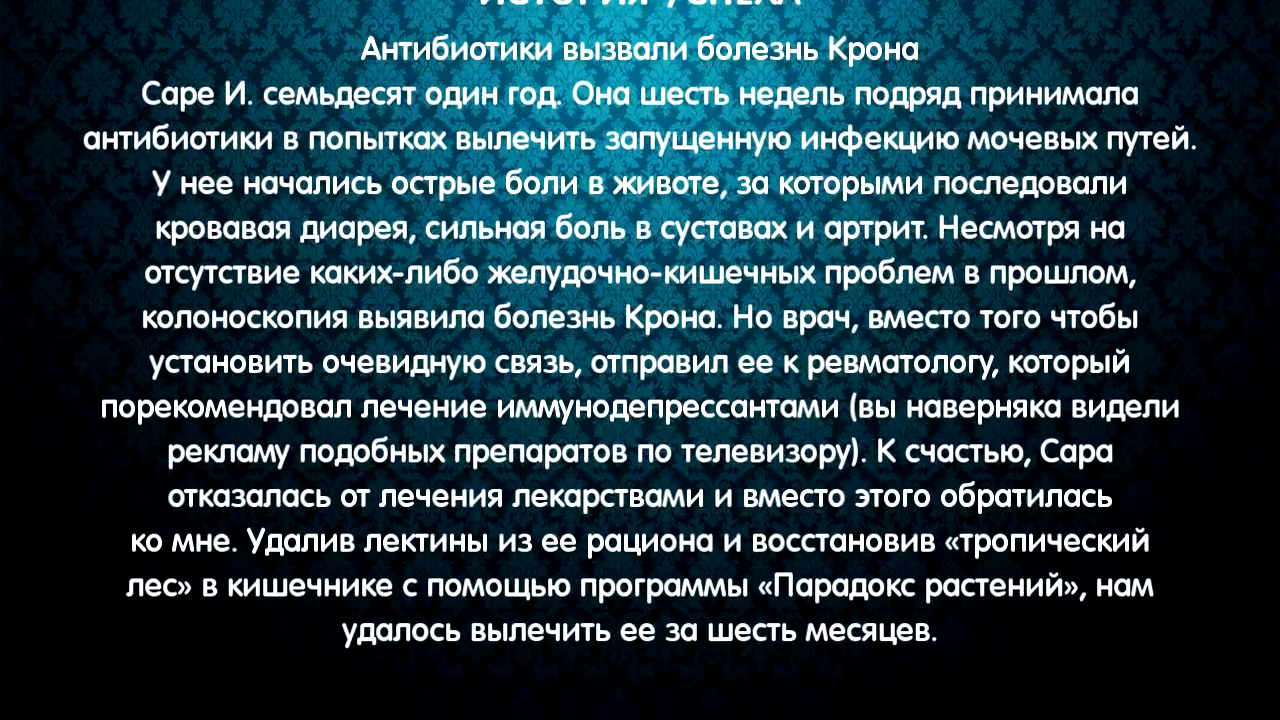 ИСТОРИЯ УСПЕХА
Антибиотики вызвали болезнь Крона
Саре И. семьдесят один год. Она шесть недель подряд принимала
антибиотики в попытках вылечить запущенную инфекцию мочевых путей.
У нее начались острые боли в животе, за которыми последовали
кровавая диарея, сильная боль в суставах и артрит. Несмотря на
отсутствие каких-либо желудочно-кишечных проблем в прошлом,
колоноскопия выявила болезнь Крона. Но врач, вместо того чтобы
установить очевидную связь, отправил ее к ревматологу, который
порекомендовал лечение иммунодепрессантами (вы наверняка видели
рекламу подобных препаратов по телевизору). К счастью, Сара
отказалась от лечения лекарствами и вместо этого обратилась
ко мне. Удалив лектины из ее рациона и восстановив «тропический
лес» в кишечнике с помощью программы «Парадокс растений», нам
удалось вылечить ее за шесть месяцев.